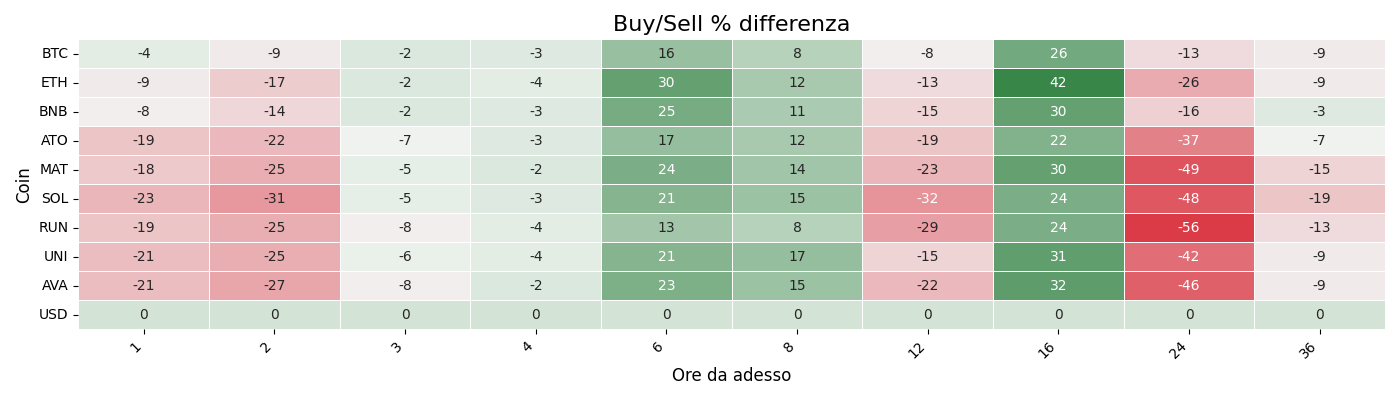 Buy/Sell % differenza
Coin
BTC -4 -9 -2 -3 16 8 -8 26 -13 -9
ETH -9 -17 -2 -4 30 12 -13 42 -26 -9
BNB -8 -14 -2 -3 25 11 -15 30 -16 -3
ATO -19 -22 -7 -3 17 12 -19 22 -37 -7
MAT -18 -25 -5 -2 24 14 -23 30 -49 -15
SOL -23 -31 -5 -3 21 15 -32 24 -48 -19
RUN -19 -25 -8 -4 13 8 -29 24 -56 -13
UNI -21 -25 -6 -4 21 17 -15 31 -42 -9
AVA -21 -27 -8 -2 23 15 -22 32 -46 -9
USD 0 0 0 0 0 0 0 0 0 0
1 2 3 4 6 8 12 16 24 36
Ore da adesso